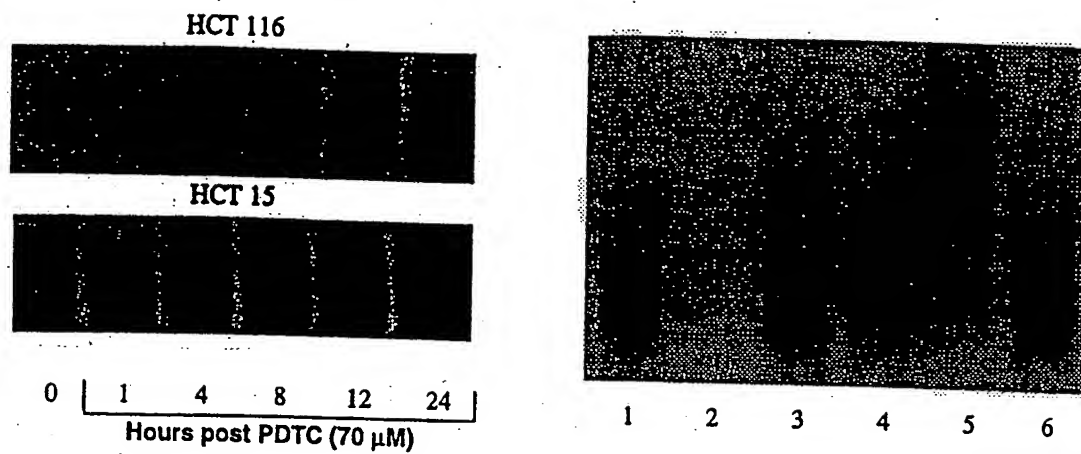 HCT 116
HCT 15
0 1 4 8 12 24
Hours post PDTC (70 μM)
1 2 3 4 5 6